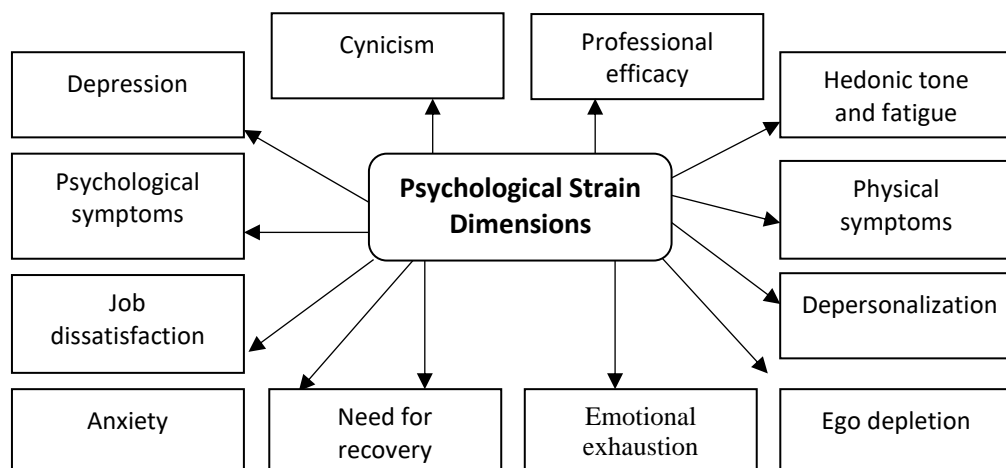 Cynicism
Professional
efficacy
Depression
Hedonic tone
and fatigue
Psychological
symptoms
Psychological Strain
Dimensions
Physical
symptoms
Job
dissatisfaction
Depersonalization
Anxiety
Need for
recovery
Emotional
exhaustion
Ego depletion